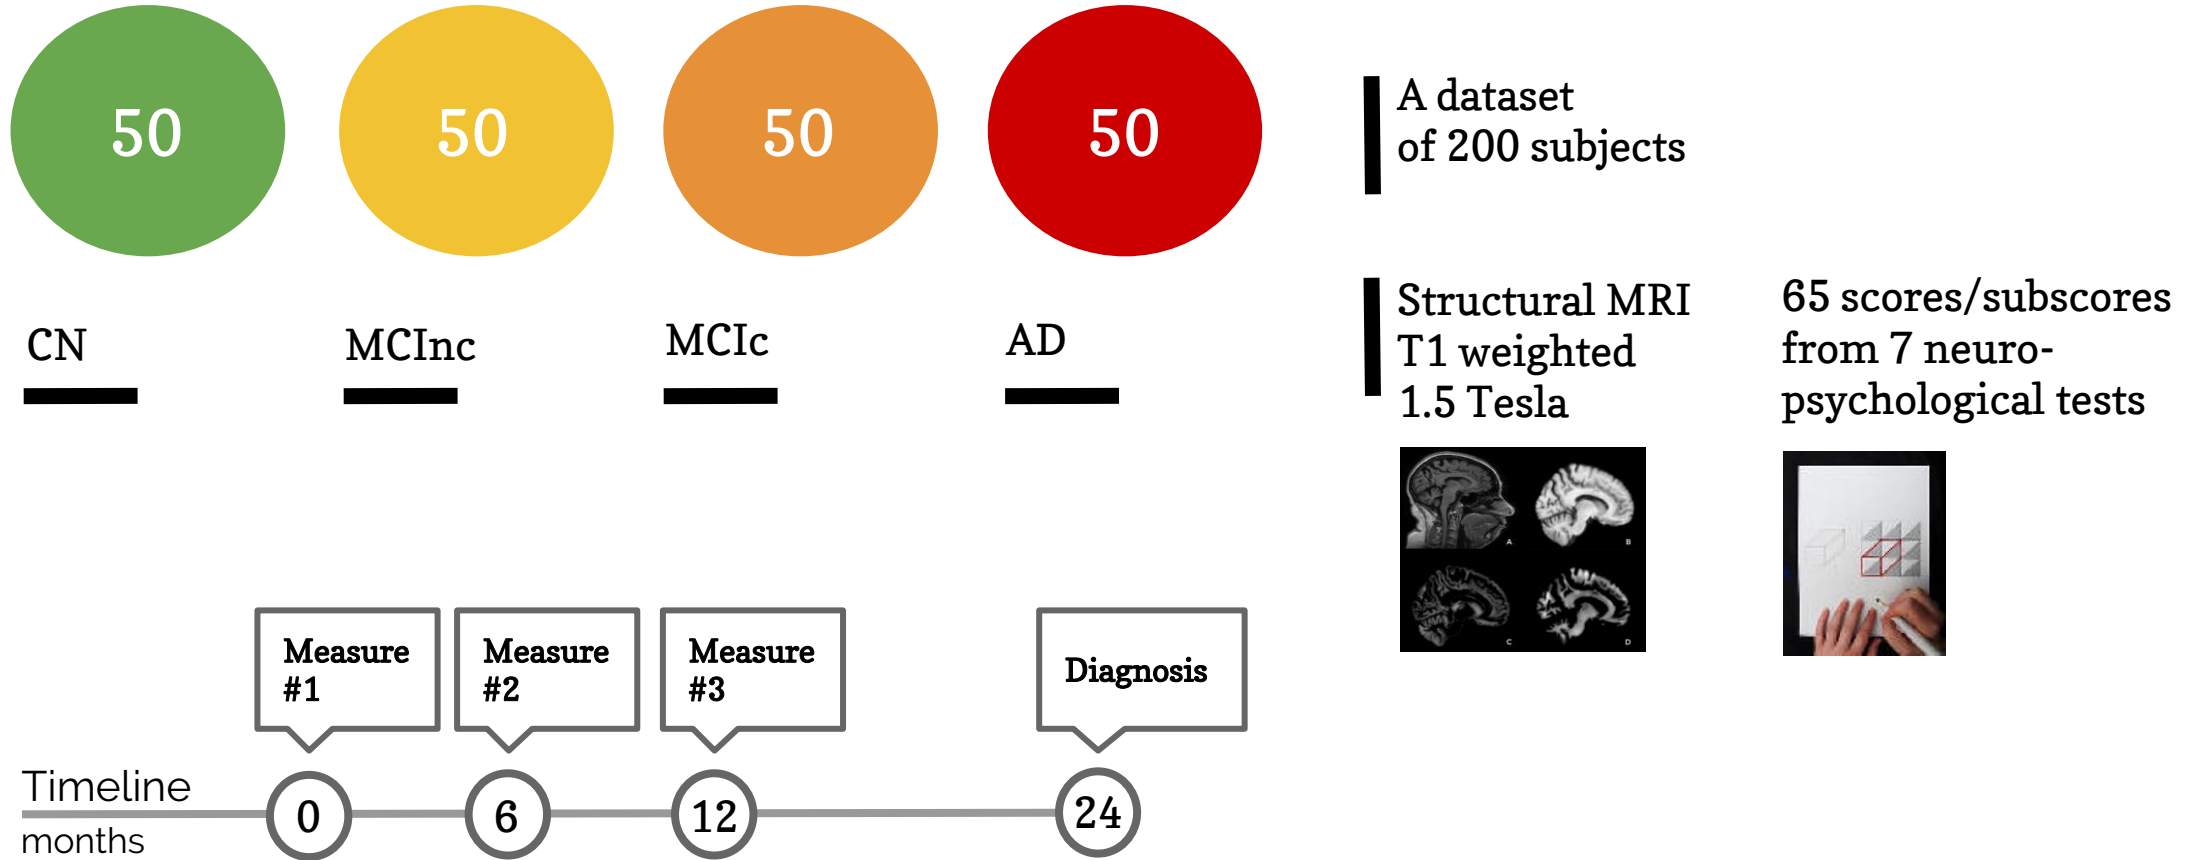 50
50
50
50
CN
MCInc
MCIc
AD
A dataset
of 200 subjects
Structural MRI
T1 weighted
1.5 Tesla
65 scores/subscores
from 7 neuro-
psychological tests
A
B
C
D
Measure
#1
Measure
#2
Measure
#3
Diagnosis
Timeline
months
0
6
12
24